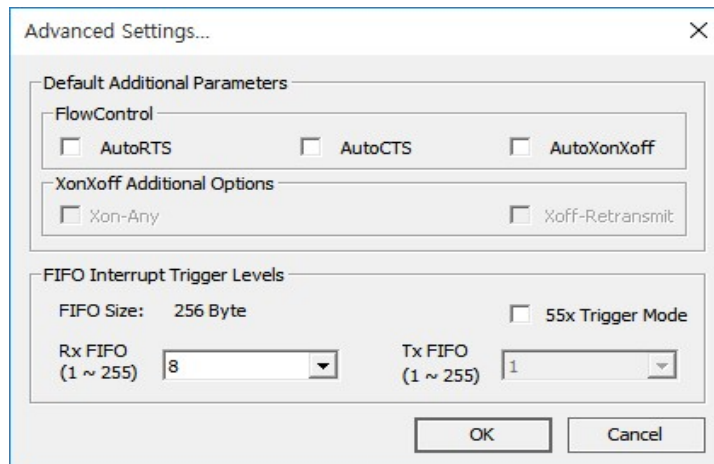 Advanced Settings...
Default Additional Parameters
FlowControl
AutoRTS AutoCTS AutoXonXoff
XonXoff Additional Options
Xon-Any Xoff-Retransmit
FIFO Interrupt Trigger Levels
FIFO Size: 256 Byte 55x Trigger Mode
Rx FIFO
(1 ~ 255) 8
Tx FIFO
(1 ~ 255) 1
OK Cancel